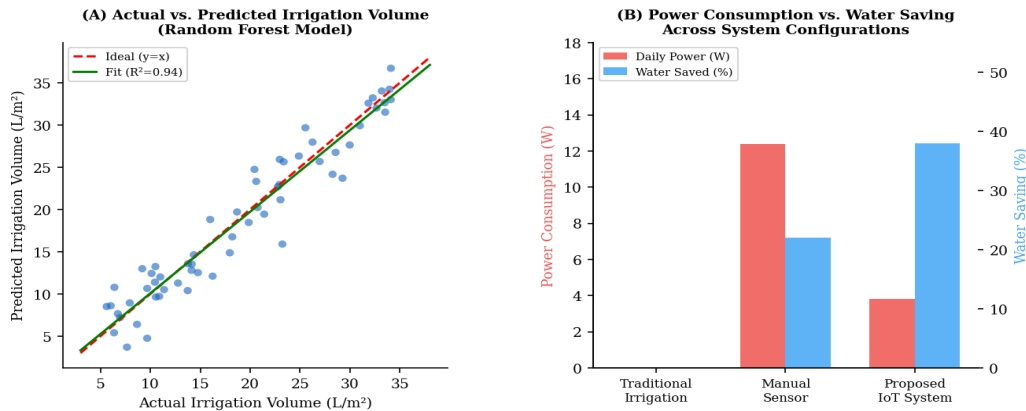 (A) Actual vs. Predicted Irrigation Volume
(Random Forest Model)
Ideal (y=x)
Fit (R²=0.94)
Predicted Irrigation Volume (L/m²)
35
30
25
20
15
10
5
5 10 15 20 25 30 35
Actual Irrigation Volume (L/m²)
(B) Power Consumption vs. Water Saving
Across System Configurations
Daily Power (W)
Water Saved (%)
Power Consumption (W)
18
16
14
12
10
8
6
4
2
0
Traditional
Irrigation
Manual
Sensor
Proposed
IoT System
50
40
30
20
10
0
Water Saving (%)